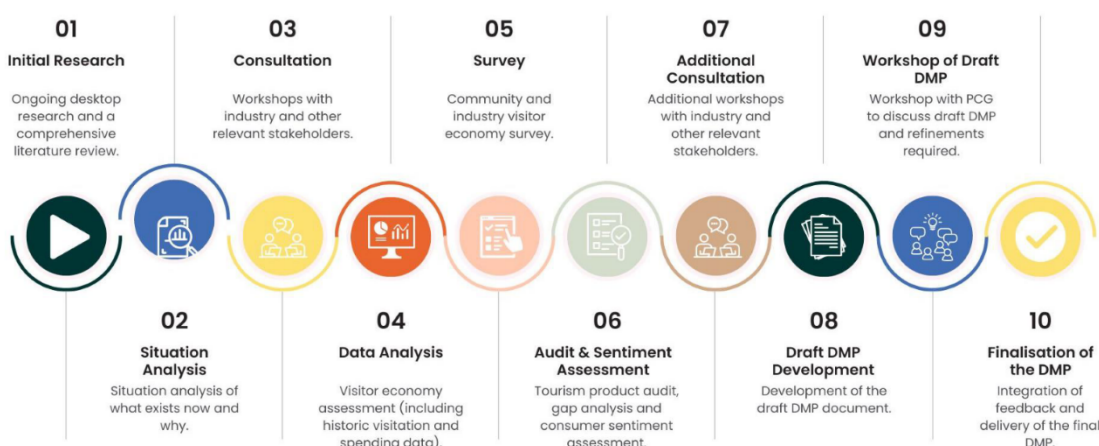 01
Initial Research
Ongoing desktop
research and a
comprehensive
literature review.
03
Consultation
Workshops with
industry and other
relevant stakeholders.
05
Survey
Community and
industry visitor
economy survey.
07
Additional
Consultation
Additional workshops
with industry and
other relevant
stakeholders.
09
Workshop of Draft
DMP
Workshop with PCG
to discuss draft DMP
and refinements
required.
02
Situation
Analysis
Situation analysis of
what exists now and
why.
04
Data Analysis
Visitor economy
assessment (including
historic visitation and
spending data).
06
Audit & Sentiment
Assessment
Tourism product audit,
gap analysis and
consumer sentiment
assessment.
08
Draft DMP
Development
Development of the
draft DMP document.
10
Finalisation of
the DMP
Integration of
feedback and
delivery of the final
DMP.